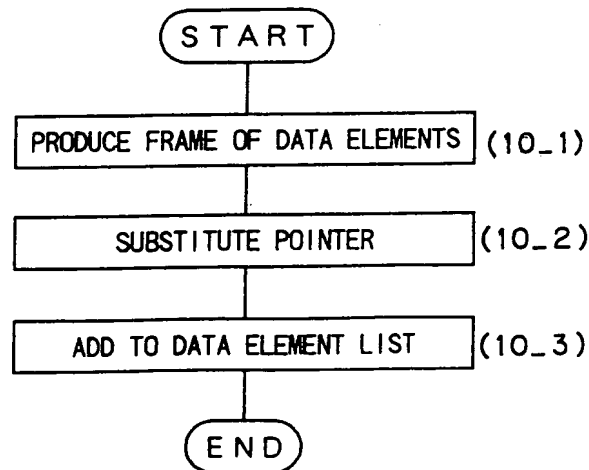 START
PRODUCE FRAME OF DATA ELEMENTS (10_1)
SUBSTITUTE POINTER (10_2)
ADD TO DATA ELEMENT LIST (10_3)
END